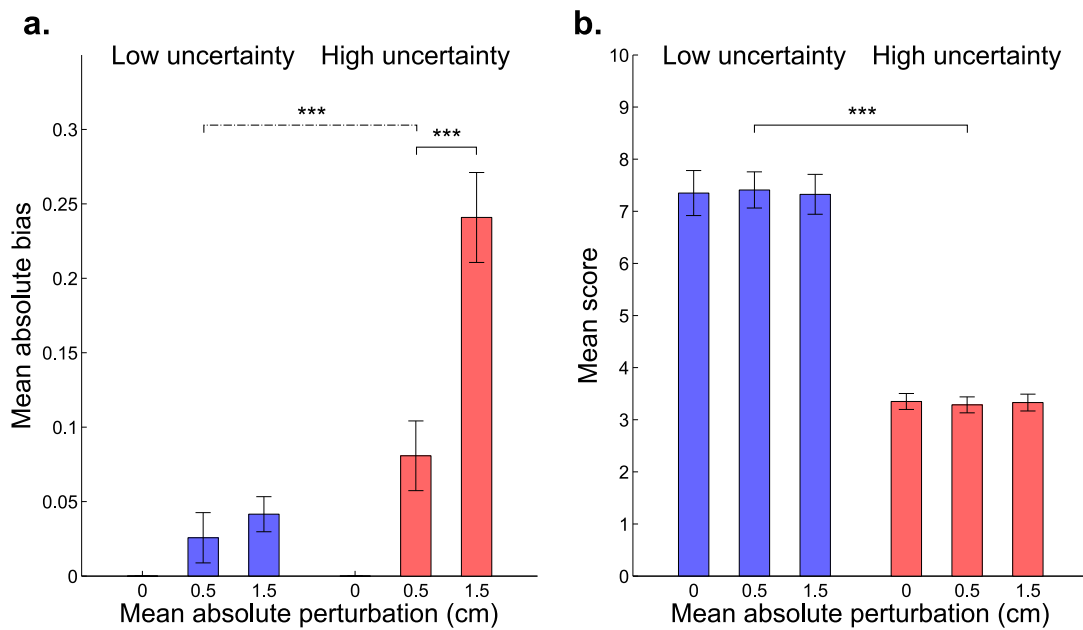 a.
Low uncertainty High uncertainty
***
***
0.3
0.25
0.2
0.15
0.1
0.05
0
Mean absolute bias
0 0.5 1.5 0 0.5 1.5
Mean absolute perturbation (cm)
b.
Low uncertainty High uncertainty
***
10
9
8
7
6
5
4
3
2
1
0
Mean score
0 0.5 1.5 0 0.5 1.5
Mean absolute perturbation (cm)